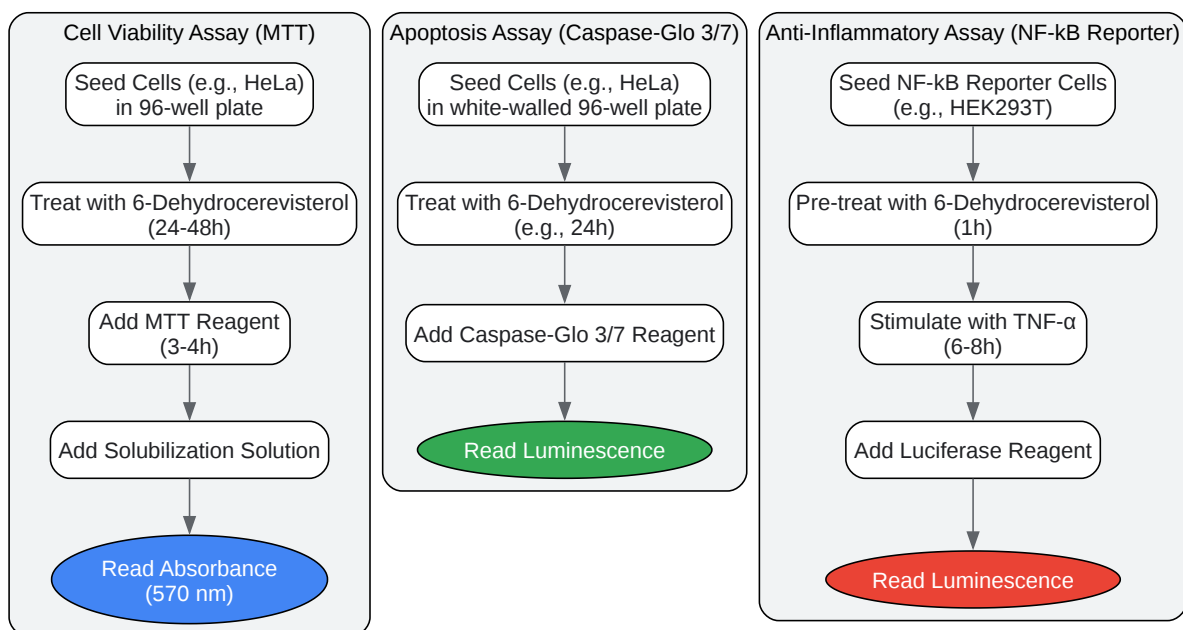 Cell Viability Assay (MTT)
Seed Cells (e.g., HeLa)
in 96-well plate
Treat with 6-Dehydrocerevisterol
(24-48h)
Add MTT Reagent
(3-4h)
Add Solubilization Solution
Read Absorbance
(570 nm)
Apoptosis Assay (Caspase-Glo 3/7)
Seed Cells (e.g., HeLa)
in white-walled 96-well plate
Treat with 6-Dehydrocerevisterol
(e.g., 24h)
Add Caspase-Glo 3/7 Reagent
Read Luminescence
Anti-Inflammatory Assay (NF-kB Reporter)
Seed NF-kB Reporter Cells
(e.g., HEK293T)
Pre-treat with 6-Dehydrocerevisterol
(1h)
Stimulate with TNF-α
(6-8h)
Add Luciferase Reagent
Read Luminescence